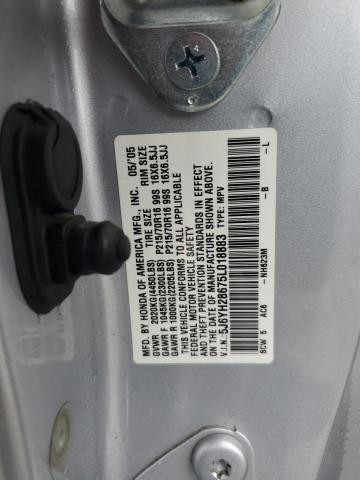 MFD. BY HONDA OF AMERICA MFG., INC. 05/'05
TIRE SIZE RIM SIZE
GVWR 2020KG(4450LBS)
GAWR F 1045KG(2300LBS) P215/70R16 99S 16X6.5JJ
GAWR R 1000KG(2205LBS) P215/70R16 99S 16X6.5JJ
THIS VEHICLE CONFORMS TO ALL APPLICABLE
FEDERAL MOTOR VEHICLE SAFETY
AND THEFT PREVENTION STANDARDS IN EFFECT
ON THE DATE OF MANUFACTURE SHOWN ABOVE.
V.I.N. 5J6YH28675L018883 TYPE: MPV
SCW 5 AC6 -NH623M -B -L